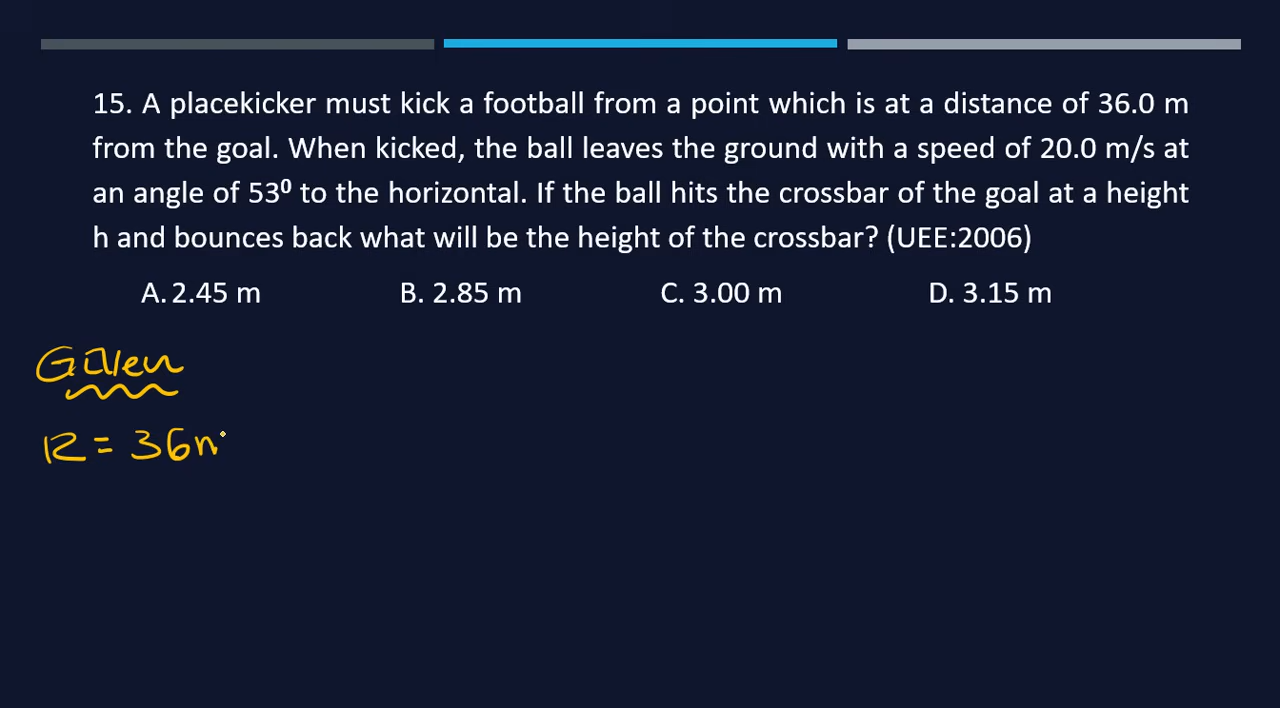 15. A placekicker must kick a football from a point which is at a distance of 36.0 m
from the goal. When kicked, the ball leaves the ground with a speed of 20.0 m/s at
an angle of 53⁰ to the horizontal. If the ball hits the crossbar of the goal at a height
h and bounces back what will be the height of the crossbar? (UEE:2006)
A. 2.45 m B. 2.85 m C. 3.00 m D. 3.15 m
Given
R = 36m